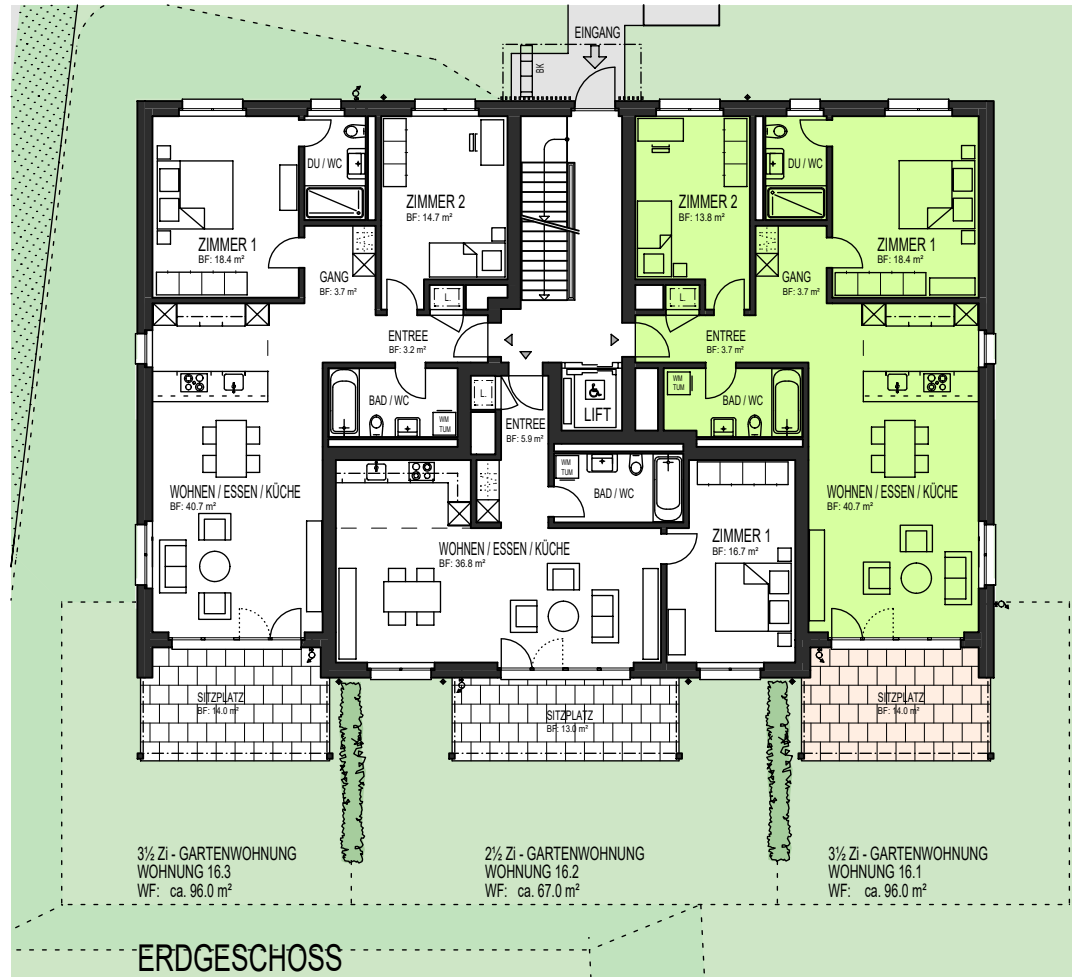 EINGANG
BK
DU / WC
ZIMMER 1
BF: 18.4 m²
ZIMMER 2
BF: 14.7 m²
GANG
BF: 3.7 m²
L.
ENTREE
BF: 3.2 m²
BAD / WC
WM
TUM
WOHNEN / ESSEN / KÜCHE
BF: 40.7 m²
SITZPLATZ
BF: 14.0 m²
L.
ENTREE
BF: 5.9 m²
LIFT
WM
TUM
BAD / WC
WOHNEN / ESSEN / KÜCHE
BF: 36.8 m²
ZIMMER 1
BF: 16.7 m²
SITZPLATZ
BF: 13.0 m²
ZIMMER 2
BF: 13.8 m²
DU / WC
ZIMMER 1
BF: 18.4 m²
GANG
BF: 3.7 m²
L.
ENTREE
BF: 3.7 m²
WM
TUM
BAD / WC
WOHNEN / ESSEN / KÜCHE
BF: 40.7 m²
SITZPLATZ
BF: 14.0 m²
3½ Zi - GARTENWOHNUNG
WOHNUNG 16.3
WF: ca. 96.0 m²
2½ Zi - GARTENWOHNUNG
WOHNUNG 16.2
WF: ca. 67.0 m²
3½ Zi - GARTENWOHNUNG
WOHNUNG 16.1
WF: ca. 96.0 m²
ERDGESCHOSS